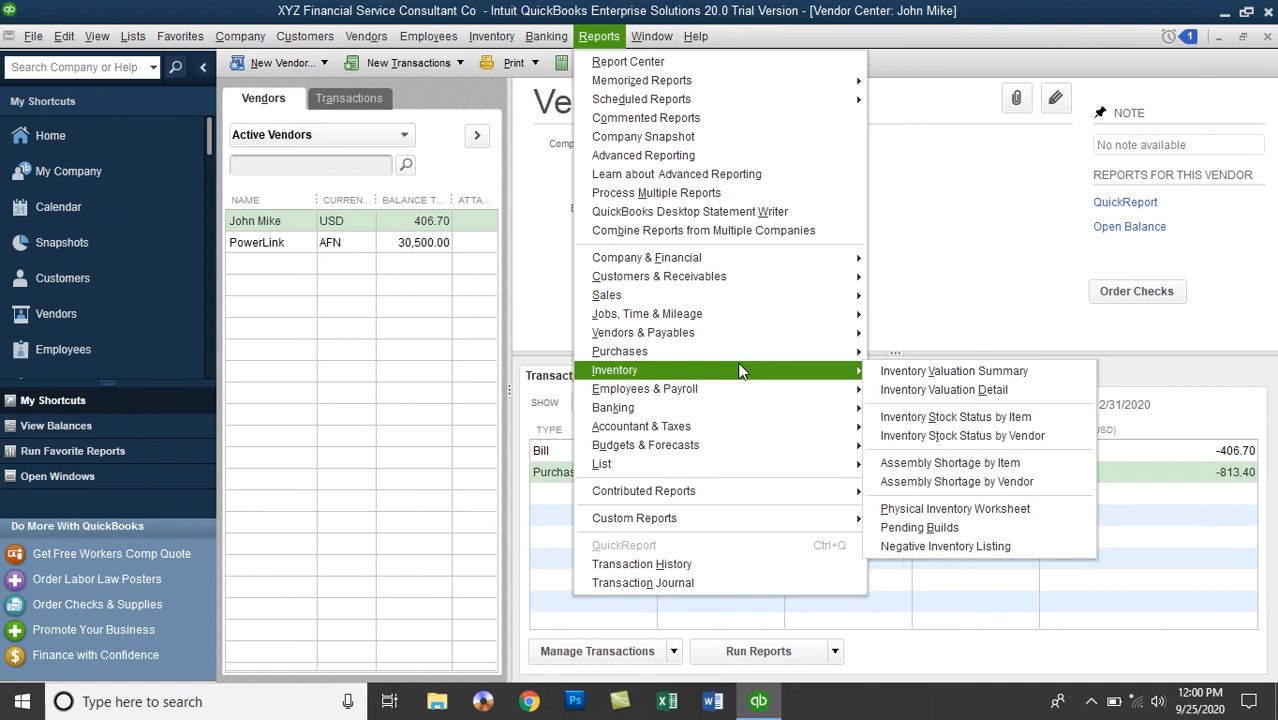 XYZ Financial Service Consultant Co - Intuit QuickBooks Enterprise Solutions 20.0 Trial Version - [Vendor Center: John Mike]
File Edit View Lists Favorites Company Customers Vendors Employees Inventory Banking Reports Window Help
1
Search Company or Help
New Vendor...
New Transactions
Print
My Shortcuts
Home
My Company
Calendar
Snapshots
Customers
Vendors
Employees
My Shortcuts
View Balances
Run Favorite Reports
Open Windows
Do More With QuickBooks
Get Free Workers Comp Quote
Order Labor Law Posters
Order Checks & Supplies
Promote Your Business
Finance with Confidence
Vendors Transactions
Active Vendors
NAME CURREN... BALANCE T... ATTA...
John Mike USD 406.70
PowerLink AFN 30,500.00
Report Center
Memorized Reports
Scheduled Reports
Commented Reports
Company Snapshot
Advanced Reporting
Learn about Advanced Reporting
Process Multiple Reports
QuickBooks Desktop Statement Writer
Combine Reports from Multiple Companies
Company & Financial
Customers & Receivables
Sales
Jobs, Time & Mileage
Vendors & Payables
Purchases
Inventory
Employees & Payroll
Banking
Accountant & Taxes
Budgets & Forecasts
List
Contributed Reports
Custom Reports
QuickReport Ctrl+Q
Transaction History
Transaction Journal
Inventory Valuation Summary
Inventory Valuation Detail
Inventory Stock Status by Item
Inventory Stock Status by Vendor
Assembly Shortage by Item
Assembly Shortage by Vendor
Physical Inventory Worksheet
Pending Builds
Negative Inventory Listing
Ve
Comp
NOTE
No note available
REPORTS FOR THIS VENDOR
QuickReport
Open Balance
Order Checks
Transact
SHOW
2/31/2020
TYPE
SD)
Bill -406.70
Purchas -813.40
Manage Transactions
Run Reports
Type here to search
12:00 PM
9/25/2020